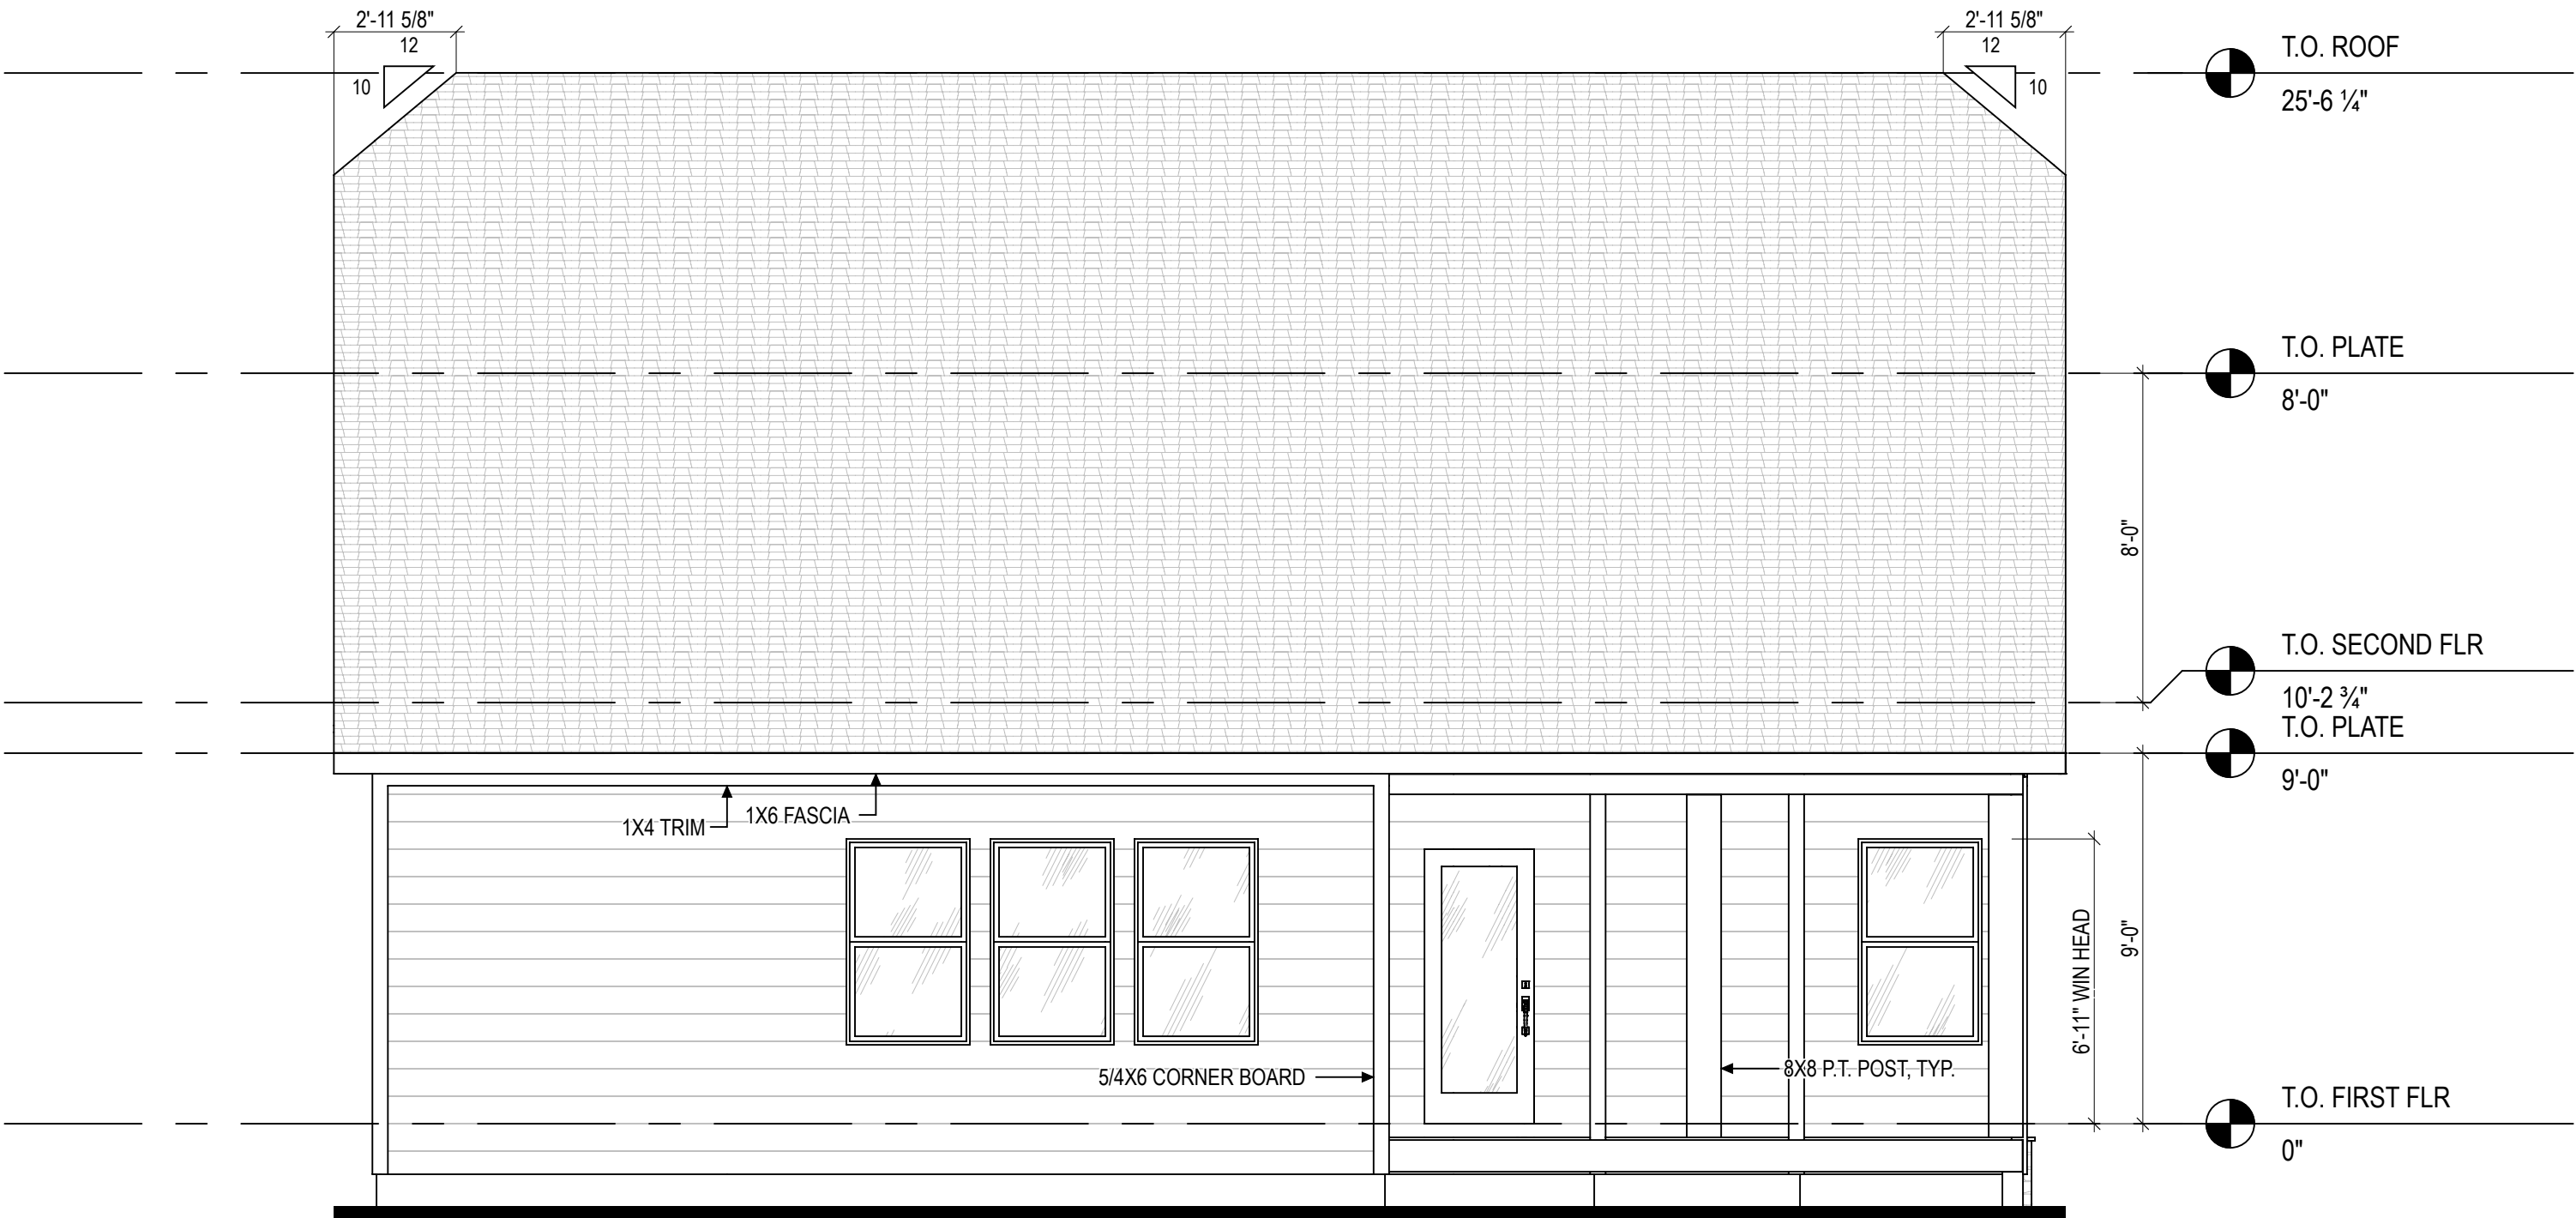 2'-11 5/8"
12
10
2'-11 5/8"
12
10
T.O. ROOF
25'-6 ¼"
T.O. PLATE
8'-0"
8'-0"
T.O. SECOND FLR
10'-2 ¾"
T.O. PLATE
9'-0"
1X4 TRIM
1X6 FASCIA
6'-11" WIN HEAD
9'-0"
5/4X6 CORNER BOARD
8X8 P.T. POST, TYP.
T.O. FIRST FLR
0"